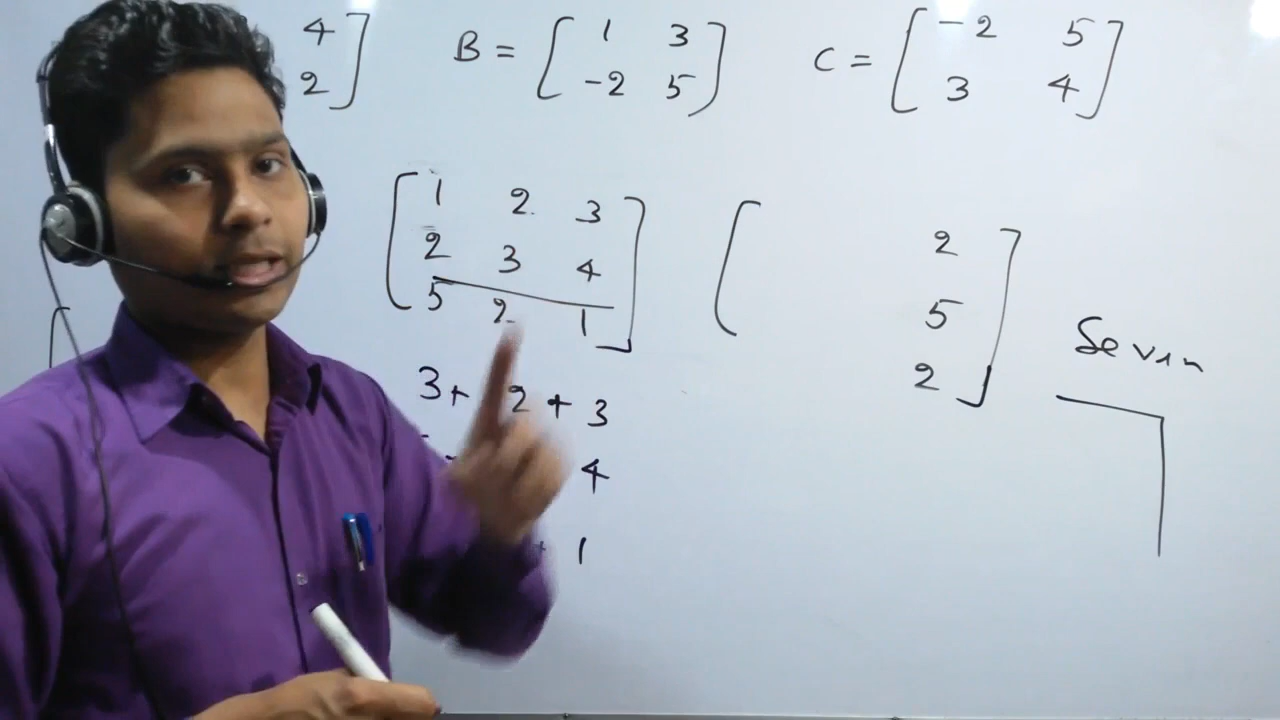 4 B = 1 3 C = -2 5
2 -2 5 3 4
1 2 3 2
2 3 4 5
5 2 1 2
Sevin
3+ 2 + 3
4
1